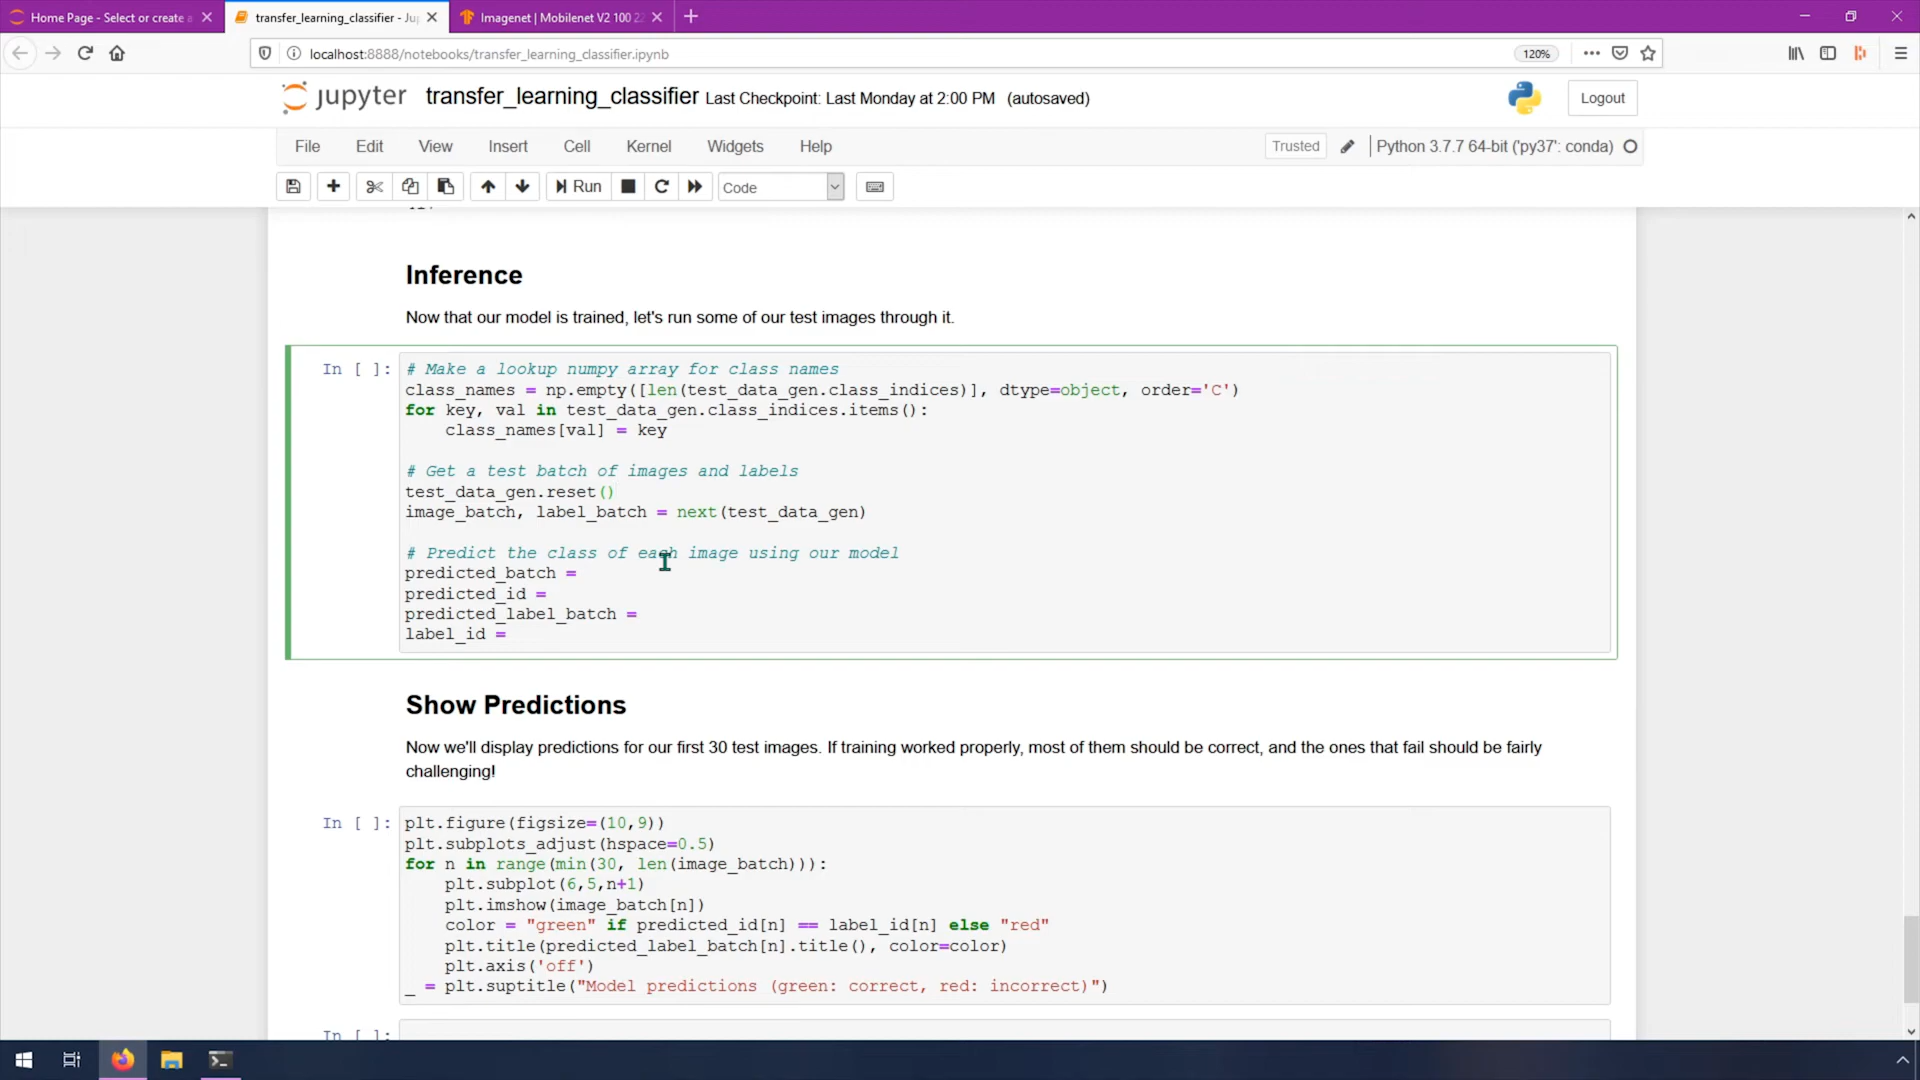 Home Page - Select or create a
transfer_learning_classifier - Ju
Imagenet | Mobilenet V2 100 22
localhost:8888/notebooks/transfer_learning_classifier.ipynb
120%
jupyter
transfer_learning_classifier Last Checkpoint: Last Monday at 2:00 PM (autosaved)
Logout
File Edit View Insert Cell Kernel Widgets Help
Trusted
Python 3.7.7 64-bit ('py37': conda)
Run
Code
Inference
Now that our model is trained, let's run some of our test images through it.
In [ ]:
# Make a lookup numpy array for class names
class_names = np.empty([len(test_data_gen.class_indices)], dtype=object, order='C')
for key, val in test_data_gen.class_indices.items():
    class_names[val] = key
# Get a test batch of images and labels
test_data_gen.reset()
image_batch, label_batch = next(test_data_gen)
# Predict the class of each image using our model
predicted_batch =
predicted_id =
predicted_label_batch =
label_id =
Show Predictions
Now we'll display predictions for our first 30 test images. If training worked properly, most of them should be correct, and the ones that fail should be fairly
challenging!
In [ ]:
plt.figure(figsize=(10,9))
plt.subplots_adjust(hspace=0.5)
for n in range(min(30, len(image_batch))):
    plt.subplot(6,5,n+1)
    plt.imshow(image_batch[n])
    color = "green" if predicted_id[n] == label_id[n] else "red"
    plt.title(predicted_label_batch[n].title(), color=color)
    plt.axis('off')
_ = plt.suptitle("Model predictions (green: correct, red: incorrect)")
In [ ]: